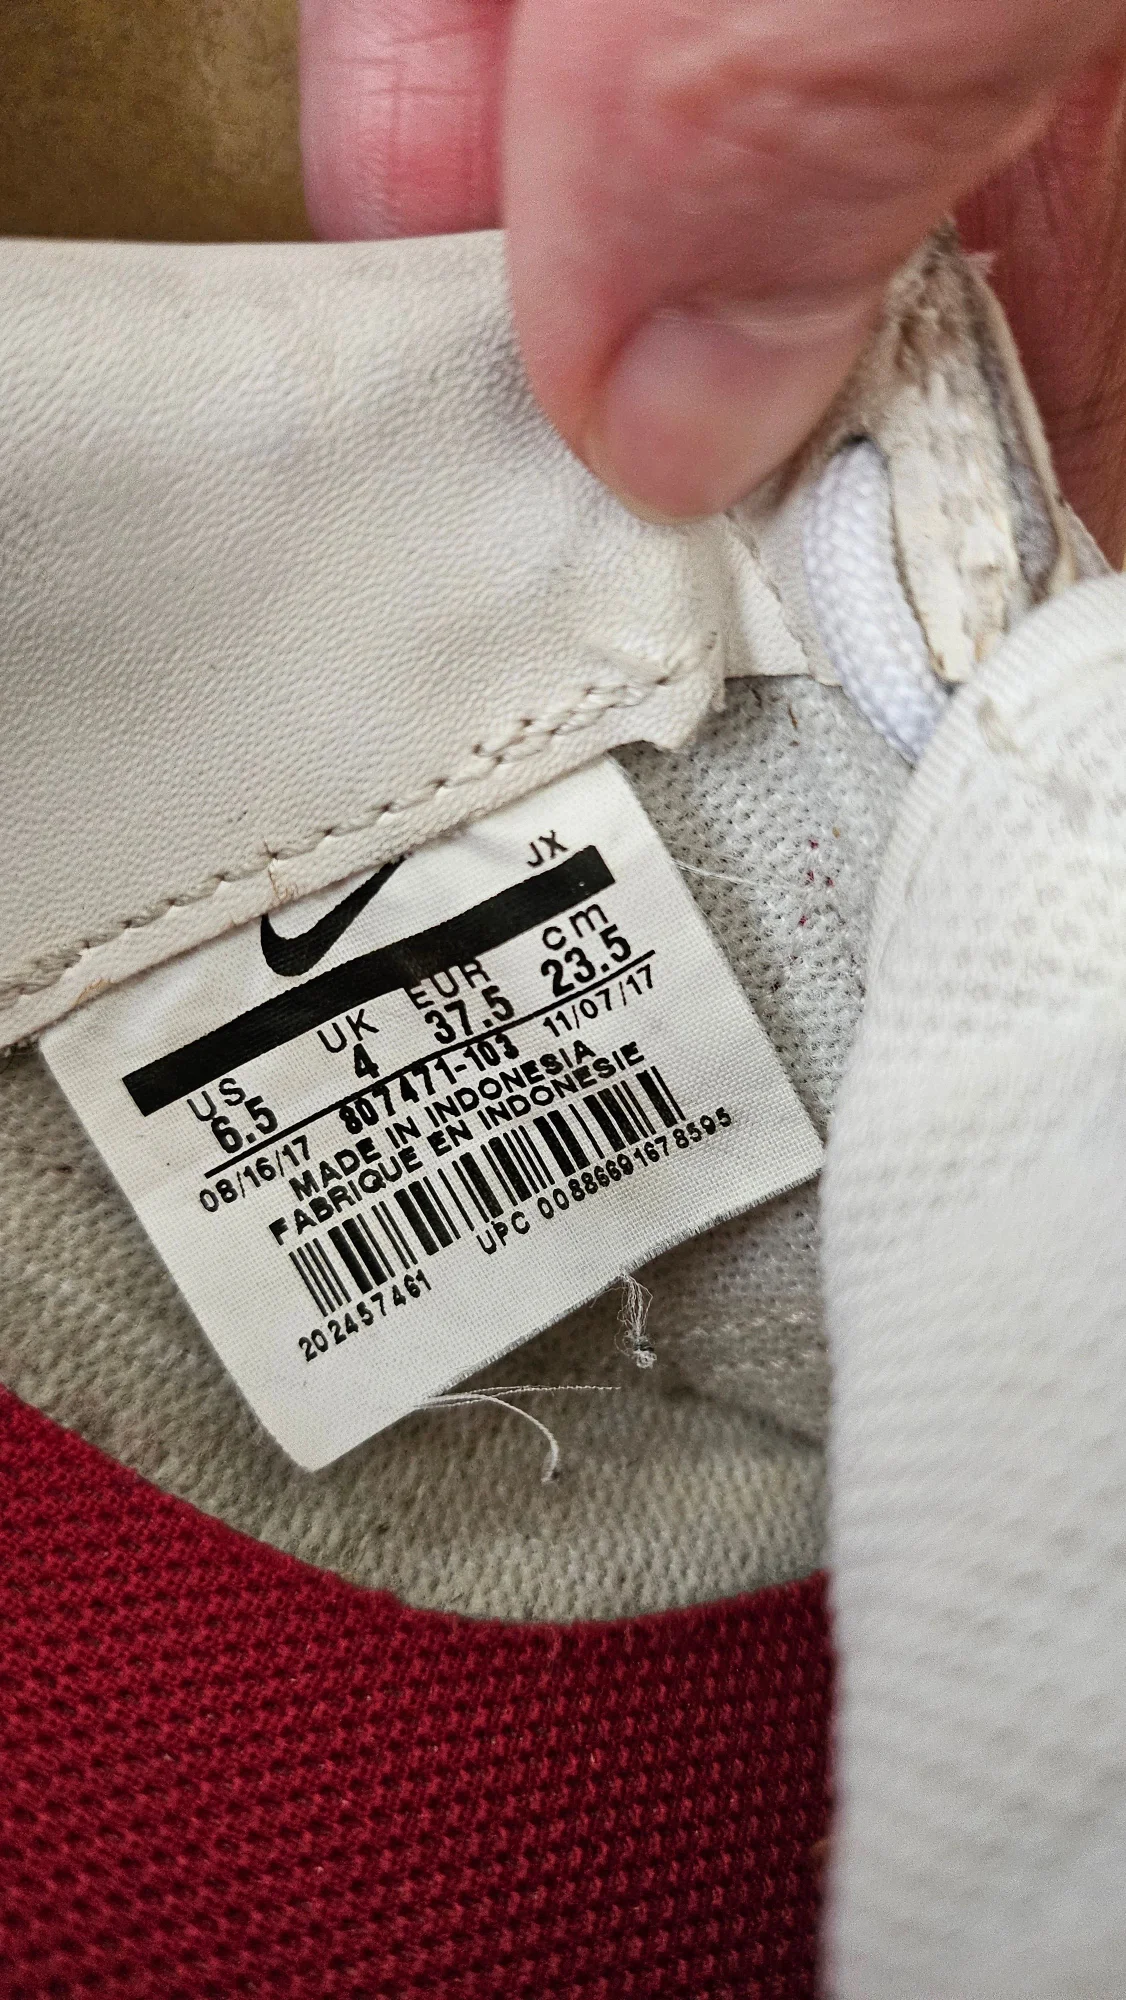 JX
US UK EUR cm
6.5 4 37.5 23.5
08/16/17 807471-103 11/07/17
MADE IN INDONESIA
FABRIQUE EN INDONESIE
202457461 UPC 00886691678595